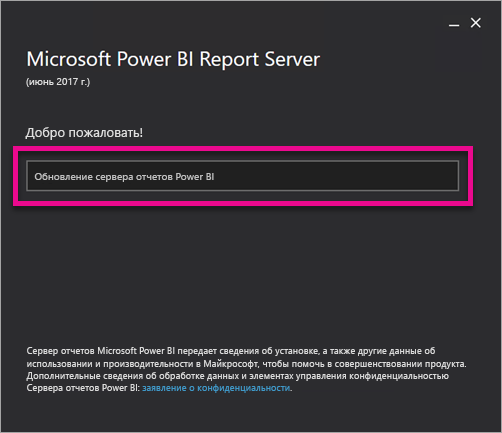 Microsoft Power BI Report Server
(июнь 2017 г.)
Добро пожаловать!
Обновление сервера отчетов Power BI
Сервер отчетов Microsoft Power BI передает сведения об установке, а также другие данные об
использовании и производительности в Майкрософт, чтобы помочь в совершенствовании продукта.
Дополнительные сведения об обработке данных и элементах управления конфиденциальностью
Сервера отчетов Power BI: заявление о конфиденциальности.